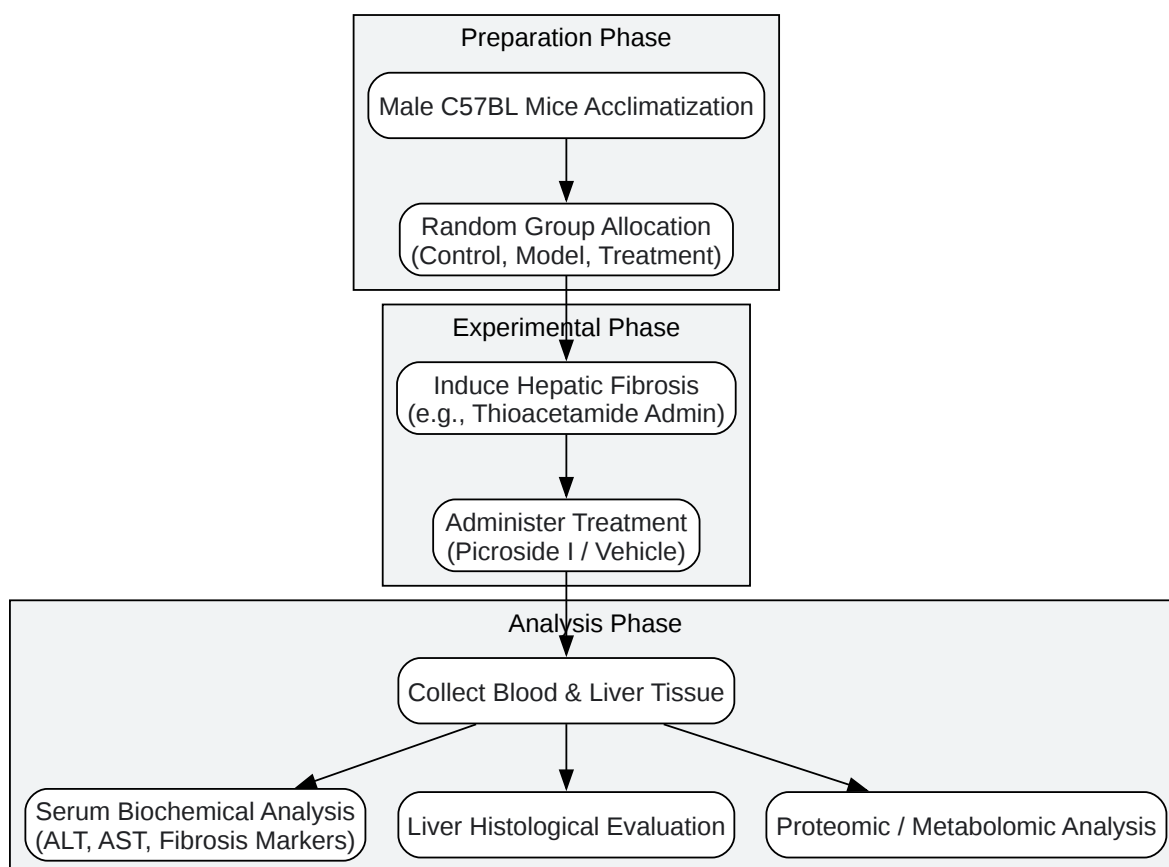 Preparation Phase
Male C57BL Mice Acclimatization
Random Group Allocation
(Control, Model, Treatment)
Experimental Phase
Induce Hepatic Fibrosis
(e.g., Thioacetamide Admin)
Administer Treatment
(Picroside I / Vehicle)
Analysis Phase
Collect Blood & Liver Tissue
Serum Biochemical Analysis
(ALT, AST, Fibrosis Markers)
Liver Histological Evaluation
Proteomic / Metabolomic Analysis